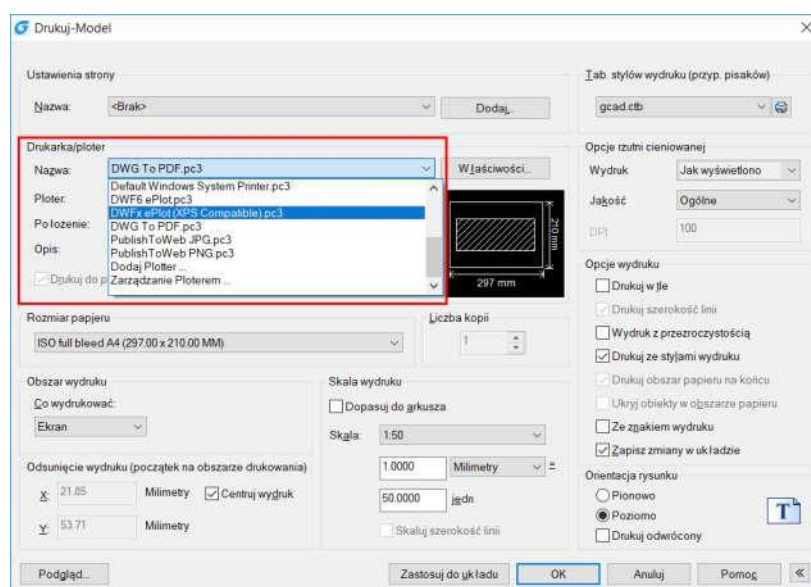 Drukuj-Model
Ustawienia strony
Nazwa: <Brak> Dodaj..
Tab. stylów wydruku (przyp. pisaków)
gcad.ctb
Drukarka/ploter
Nazwa: DWG To PDF.pc3 Właściwości...
Default Windows System Printer.pc3
Ploter: DWF6 ePlot.pc3
DWFx ePlot (XPS Compatible).pc3
Położenie: DWG To PDF.pc3
PublishToWeb JPG.pc3
Opis: PublishToWeb PNG.pc3
Dodaj Plotter ...
Drukuj do p Zarządzanie Ploterem ...
210 mm
297 mm
Opcje rzutni cieniowanej
Wydruk Jak wyświetlono
Jakość Ogólne
DPI 100
Opcje wydruku
Drukuj w tle
Drukuj szerokość linii
Wydruk z przezroczystością
Drukuj ze stylami wydruku
Drukuj obszar papieru na końcu
Ukryj obiekty w obszarze papieru
Ze znakiem wydruku
Zapisz zmiany w układzie
Rozmiar papjeru
ISO full bleed A4 (297.00 x 210.00 MM)
Liczba kopii
1
Obszar wydruku
Co wydrukować:
Ekran
Skala wydruku
Dopasuj do arkusza
Skala: 1:50
1.0000 Milimetry =
50.0000 jedn
Skaluj szerokość linii
Odsunięcie wydruku (początek na obszarze drukowania)
X: 21.85 Milimetry Centruj wydruk
Y: 53.71 Milimetry
Orientacja rysunku
Pionowo
Poziomo
Drukuj odwrócony
T
Podgląd... Zastosuj do układu OK Anuluj Pomoc